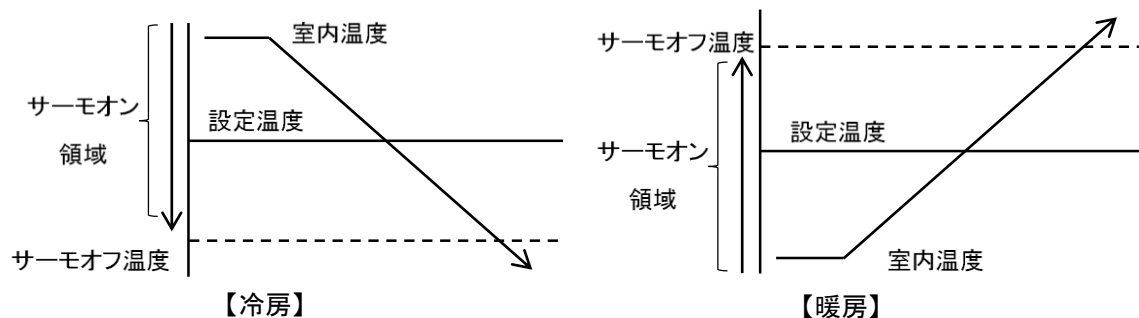 室内温度
サーモオン
領域
設定温度
サーモオフ温度
【冷房】
サーモオフ温度
設定温度
サーモオン
領域
室内温度
【暖房】